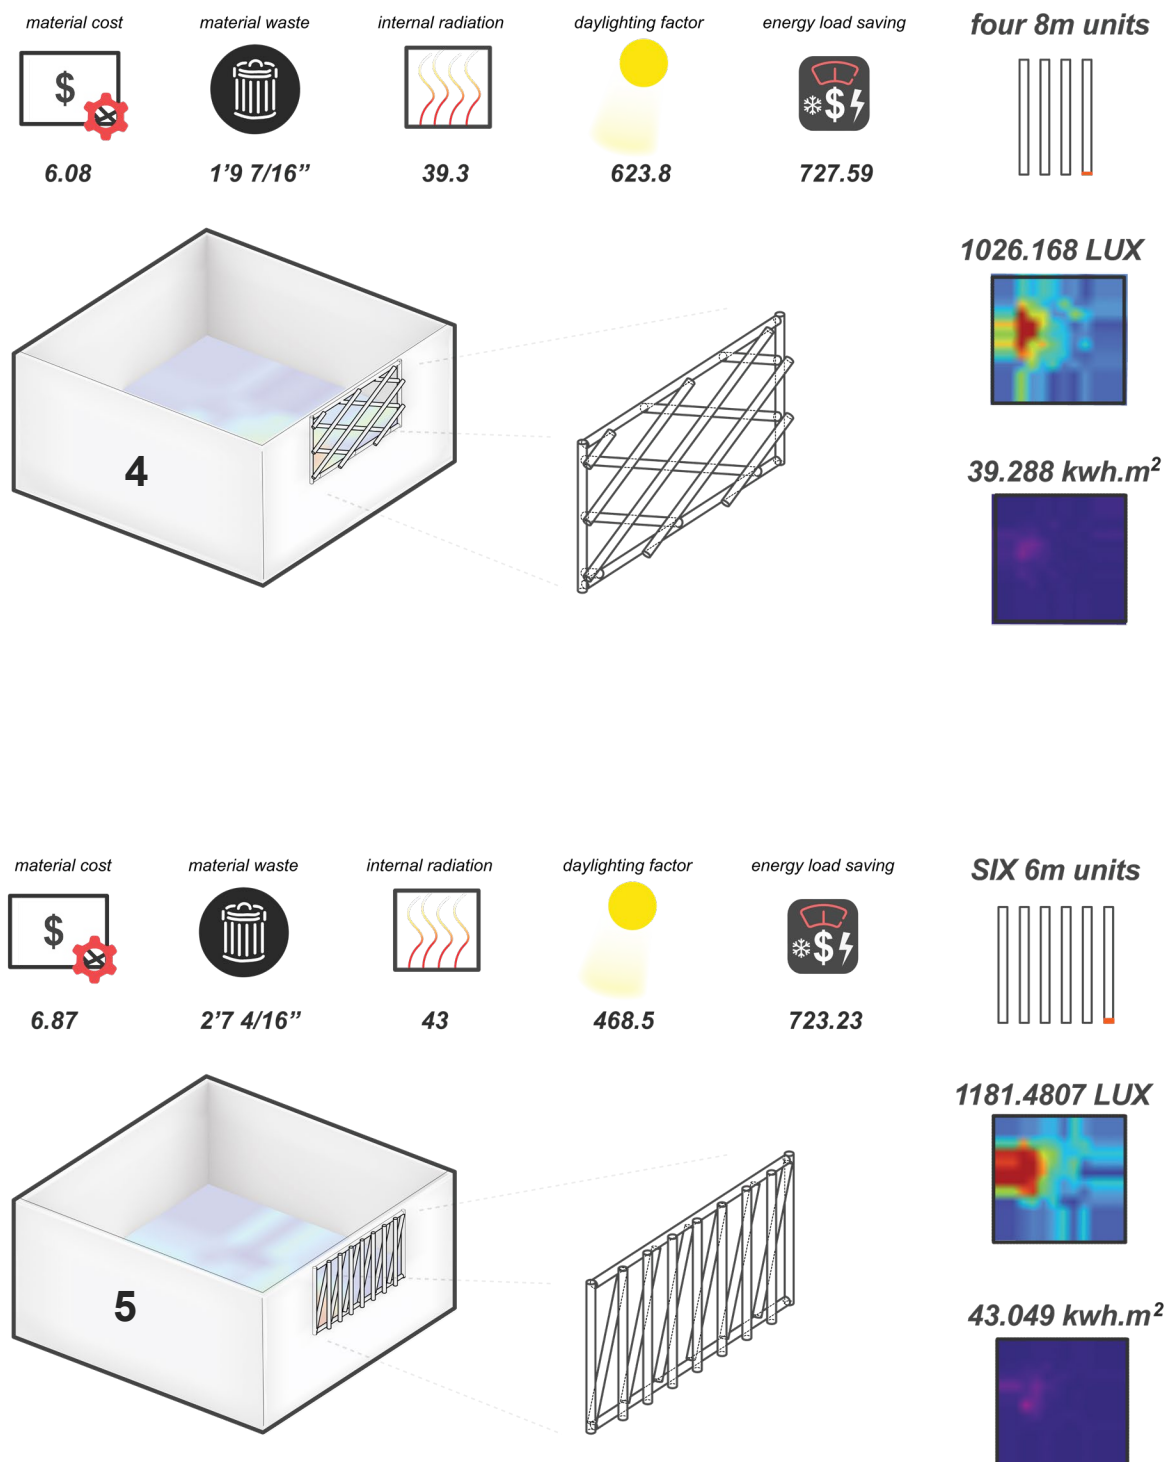 material cost
material waste
internal radiation
daylighting factor
energy load saving
four 8m units
$
$
6.08
1’9 7/16”
39.3
623.8
727.59
1026.168 LUX
4
39.288 kwh.m²
material cost
material waste
internal radiation
daylighting factor
energy load saving
SIX 6m units
$
$
6.87
2’7 4/16”
43
468.5
723.23
1181.4807 LUX
5
43.049 kwh.m²